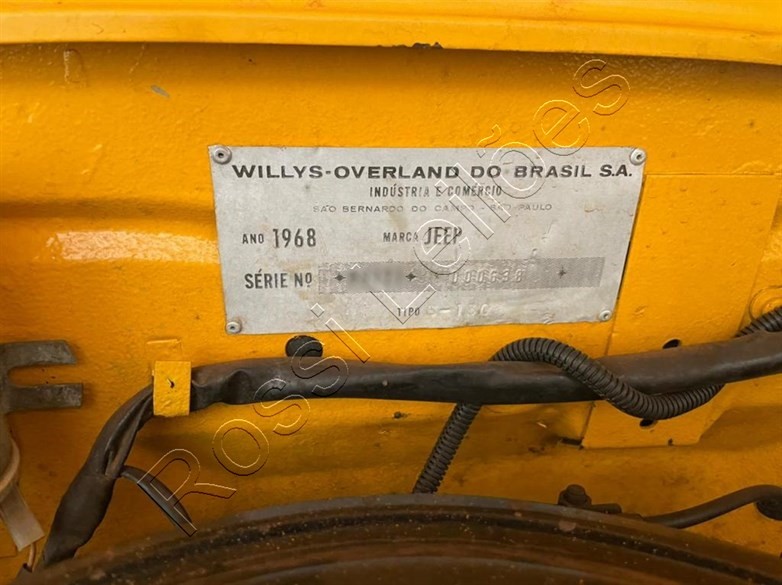 WILLYS-OVERLAND DO BRASIL S.A.
INDÚSTRIA E COMÉRCIO
SÃO BERNARDO DO CAMPO - SÃO PAULO
ANO 1968 MARCA JEEP
SÉRIE Nº
TIPO
Rossi Leilões